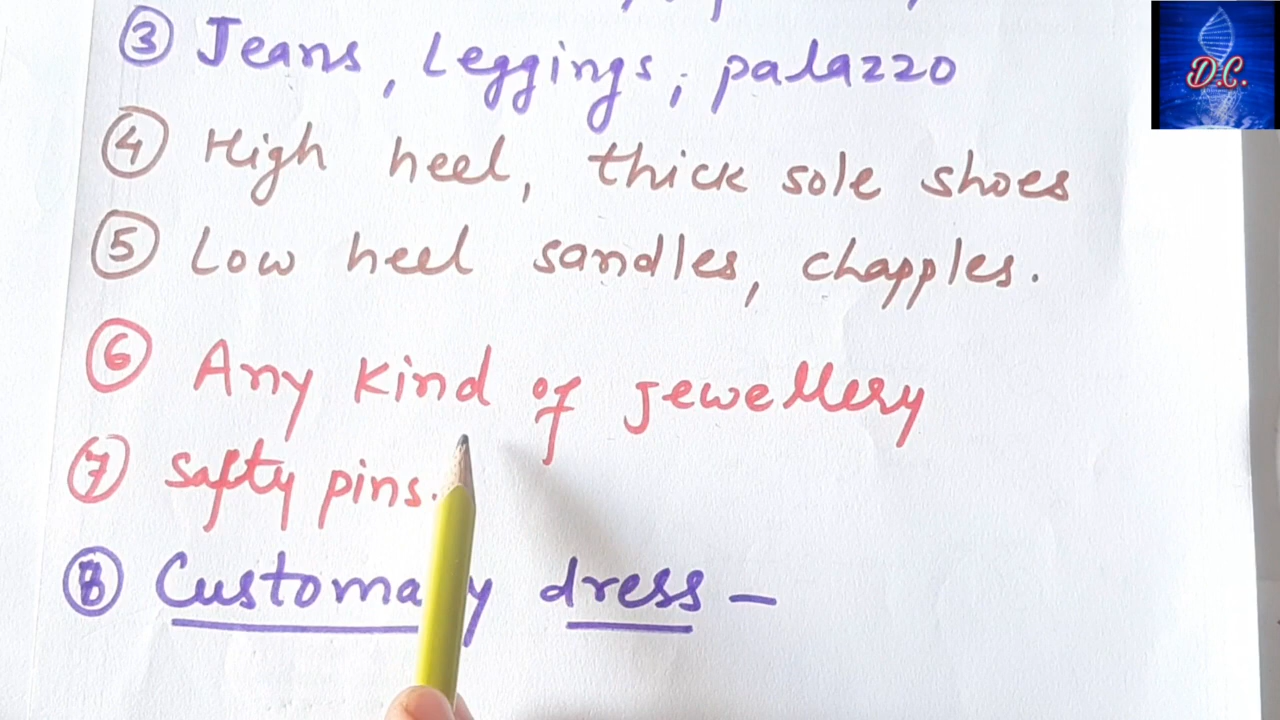 ③ Jeans, Leggings, palazzo
D.C.
④ High heel, thick sole shoes
⑤ Low heel sandles, chapples.
⑥ Any kind of jewellery
⑦ Safty pins.
⑧ Customary dress -